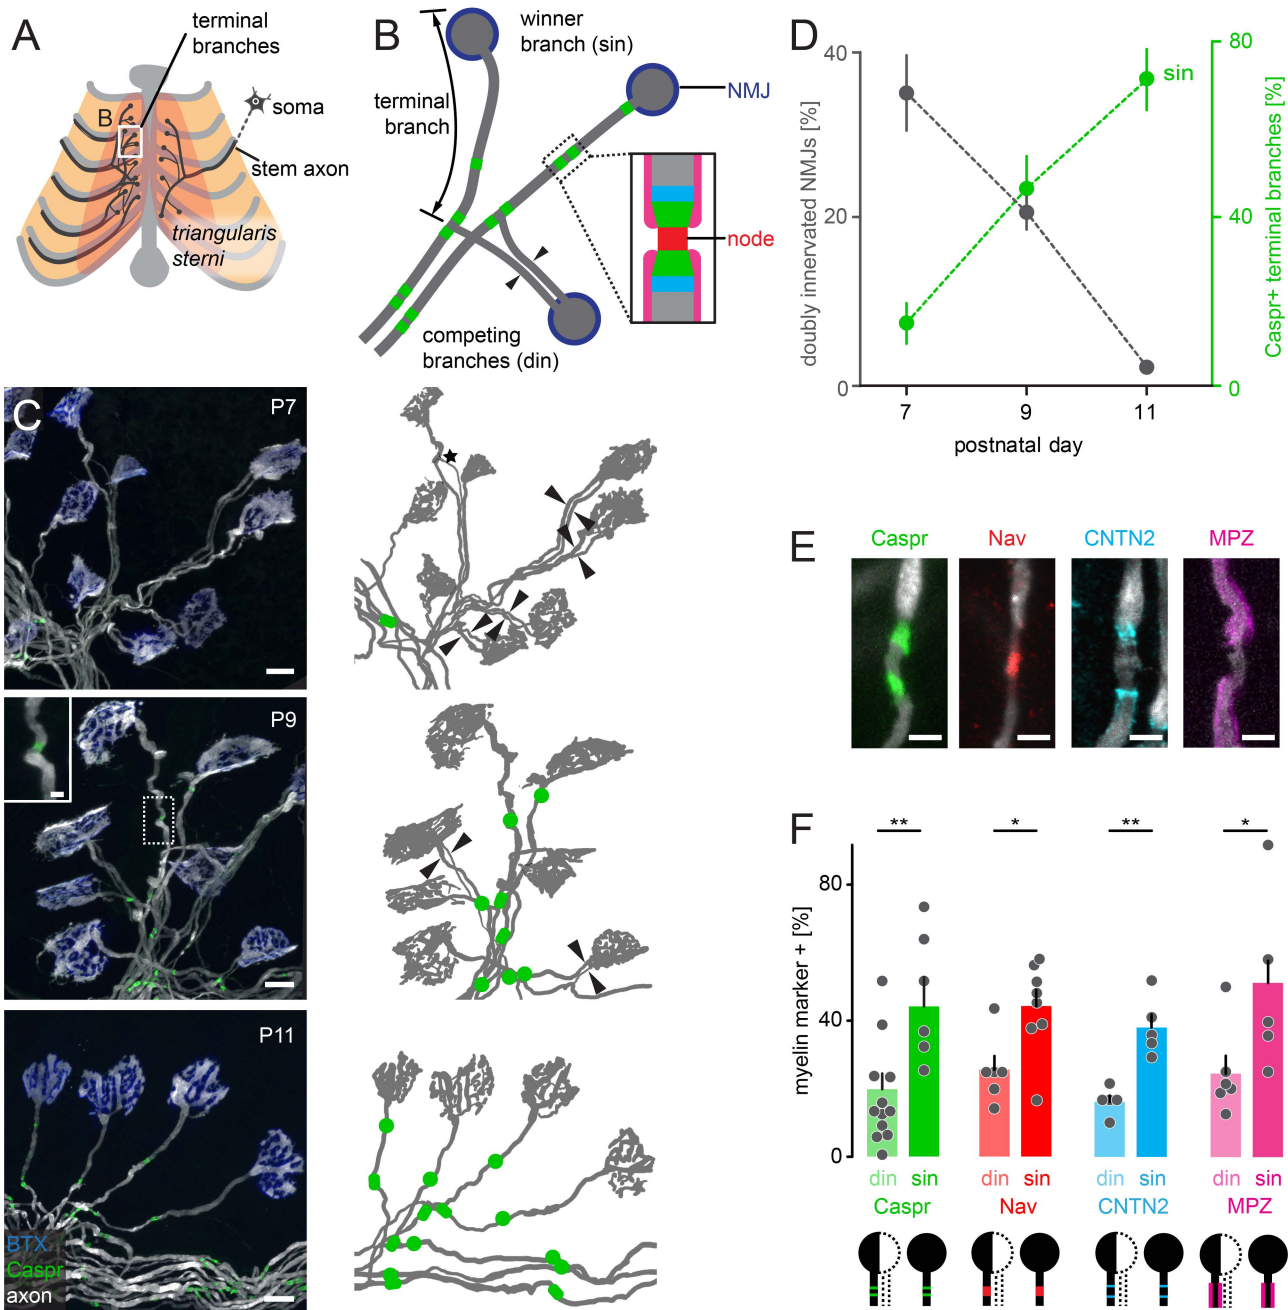 A
terminal
branches
B
soma
stem axon
triangularis
sterni
B
winner
branch (sin)
NMJ
terminal
branch
node
competing
branches (din)
D
40
20
0
doubly innervated NMJs [%]
80
40
0
Caspr+ terminal branches [%]
sin
7 9 11
postnatal day
C
P7
P9
P11
BTX
Caspr
axon
E
Caspr Nav CNTN2 MPZ
F
** * ** *
80
40
0
myelin marker + [%]
din sin din sin din sin din sin
Caspr Nav CNTN2 MPZ